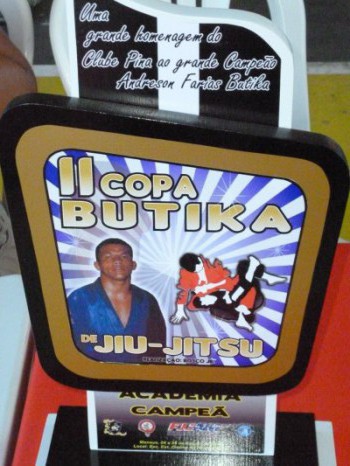 Uma
grande homenagem do
Clube Pina ao grande Campeão
Andreson Farias Butika
II COPA
BUTIKA
DE JIU-JITSU
ACADEMIA
CAMPEÃ